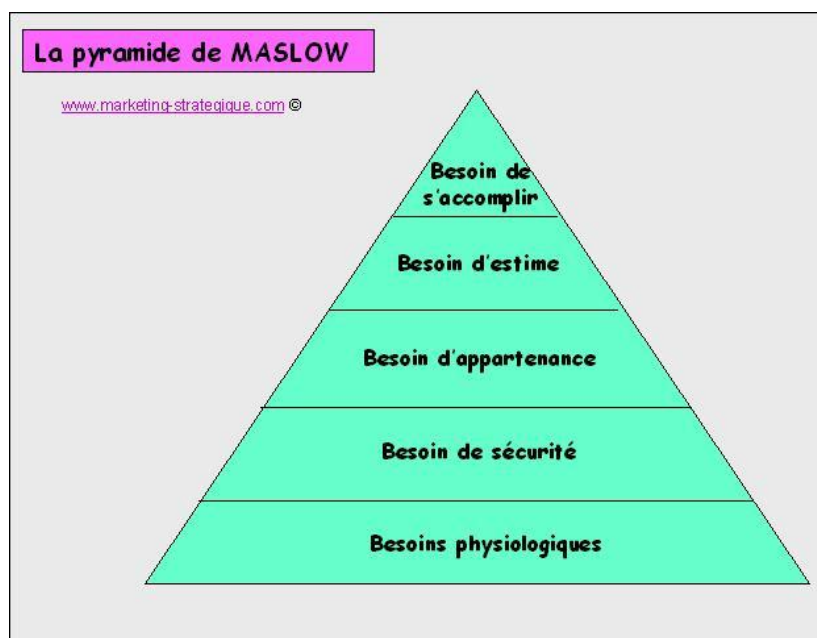 La pyramide de MASLOW
www.marketing-strategique.com ©
Besoin de
s'accomplir
Besoin d'estime
Besoin d'appartenance
Besoin de sécurité
Besoins physiologiques